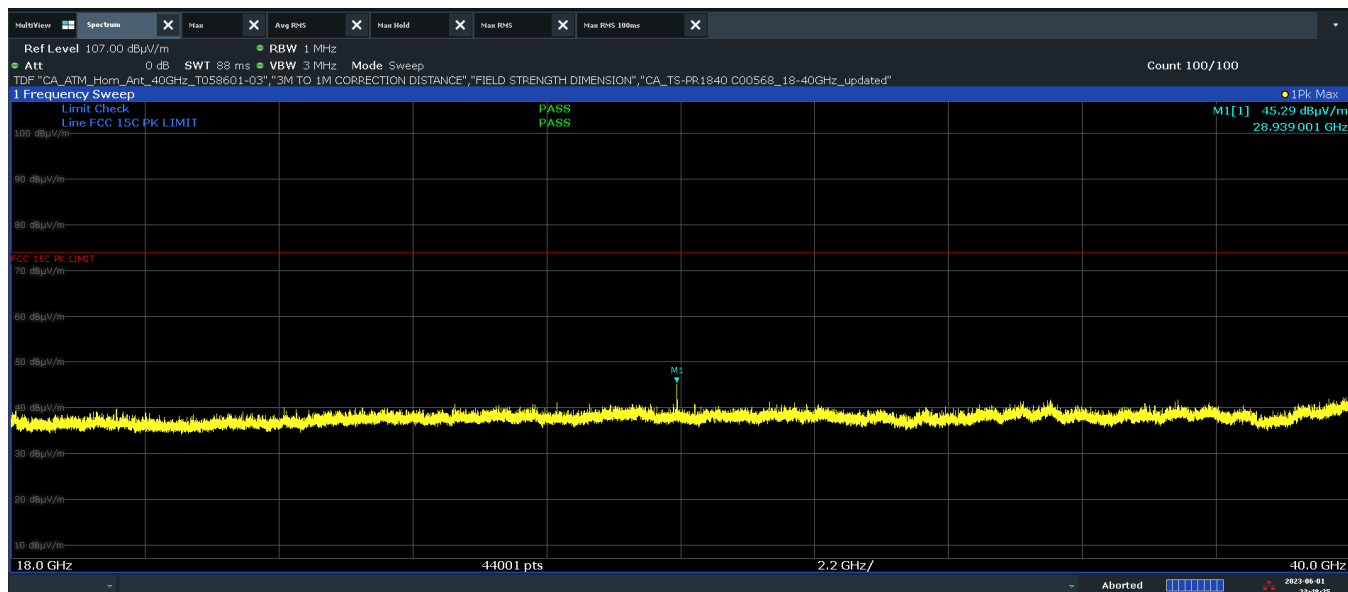 MultiView Spectrum Max Avg RMS Max Hold Max RMS Max RMS 100ms
Ref Level 107.00 dBµV/m RBW 1 MHz
Att 0 dB SWT 88 ms VBW 3 MHz Mode Sweep Count 100/100
TDF "CA_ATM_Horn_Ant_40GHz_T058601-03","3M TO 1M CORRECTION DISTANCE","FIELD STRENGTH DIMENSION","CA_TS-PR1840 C00568_18-40GHz_updated"
1 Frequency Sweep 1Pk Max
Limit Check PASS M1[1] 45.29 dBµV/m
Line FCC 15C PK LIMIT PASS 28.939 001 GHz
100 dBµV/m
90 dBµV/m
80 dBµV/m
FCC 15C PK LIMIT
70 dBµV/m
60 dBµV/m
50 dBµV/m
M1
40 dBµV/m
30 dBµV/m
20 dBµV/m
10 dBµV/m
18.0 GHz 44001 pts 2.2 GHz/ 40.0 GHz
Aborted 2023-06-01